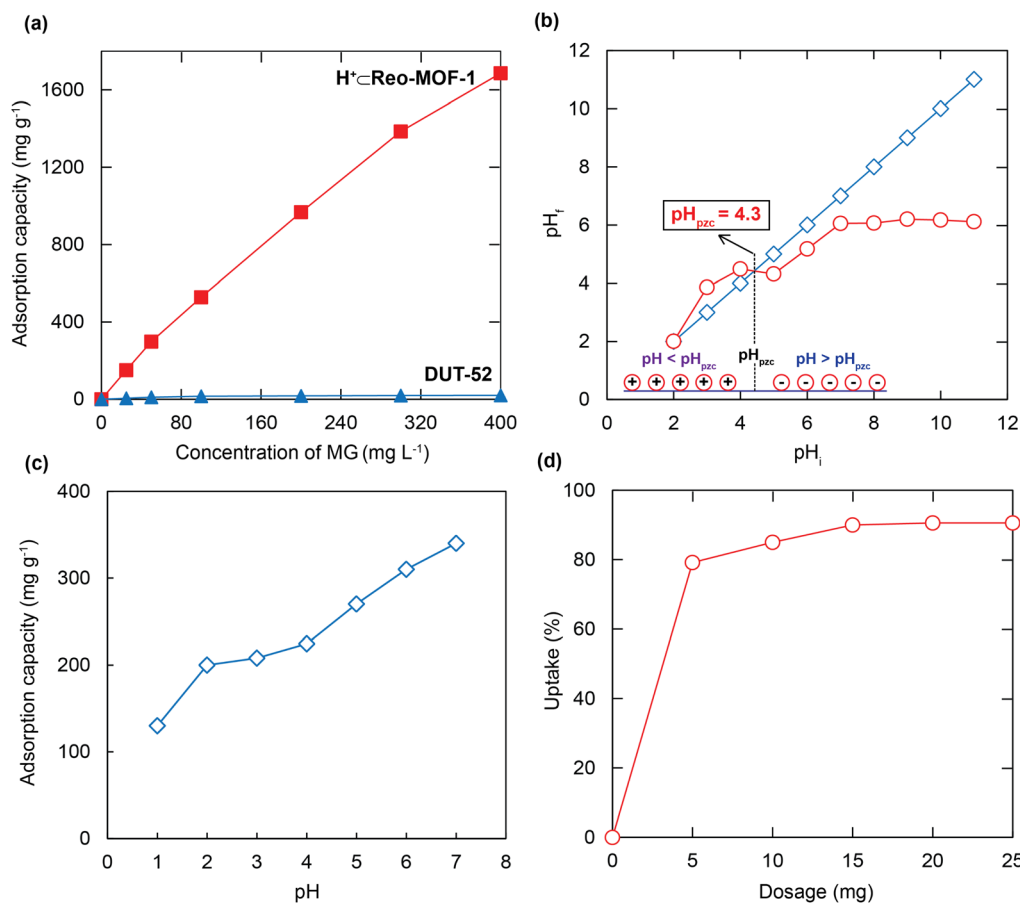 (a)
Adsorption capacity (mg g⁻¹)
1600
1200
800
400
0
H⁺⊂Reo-MOF-1
DUT-52
0 80 160 240 320 400
Concentration of MG (mg L⁻¹)
(b)
pHf
12
10
8
6
4
2
0
pHpzc = 4.3
pH < pHpzc
pHpzc
pH > pHpzc
+ + + + +
- - - - -
0 2 4 6 8 10 12
pHi
(c)
Adsorption capacity (mg g⁻¹)
400
300
200
100
0
0 1 2 3 4 5 6 7 8
pH
(d)
Uptake (%)
100
80
60
40
20
0
0 5 10 15 20 25
Dosage (mg)